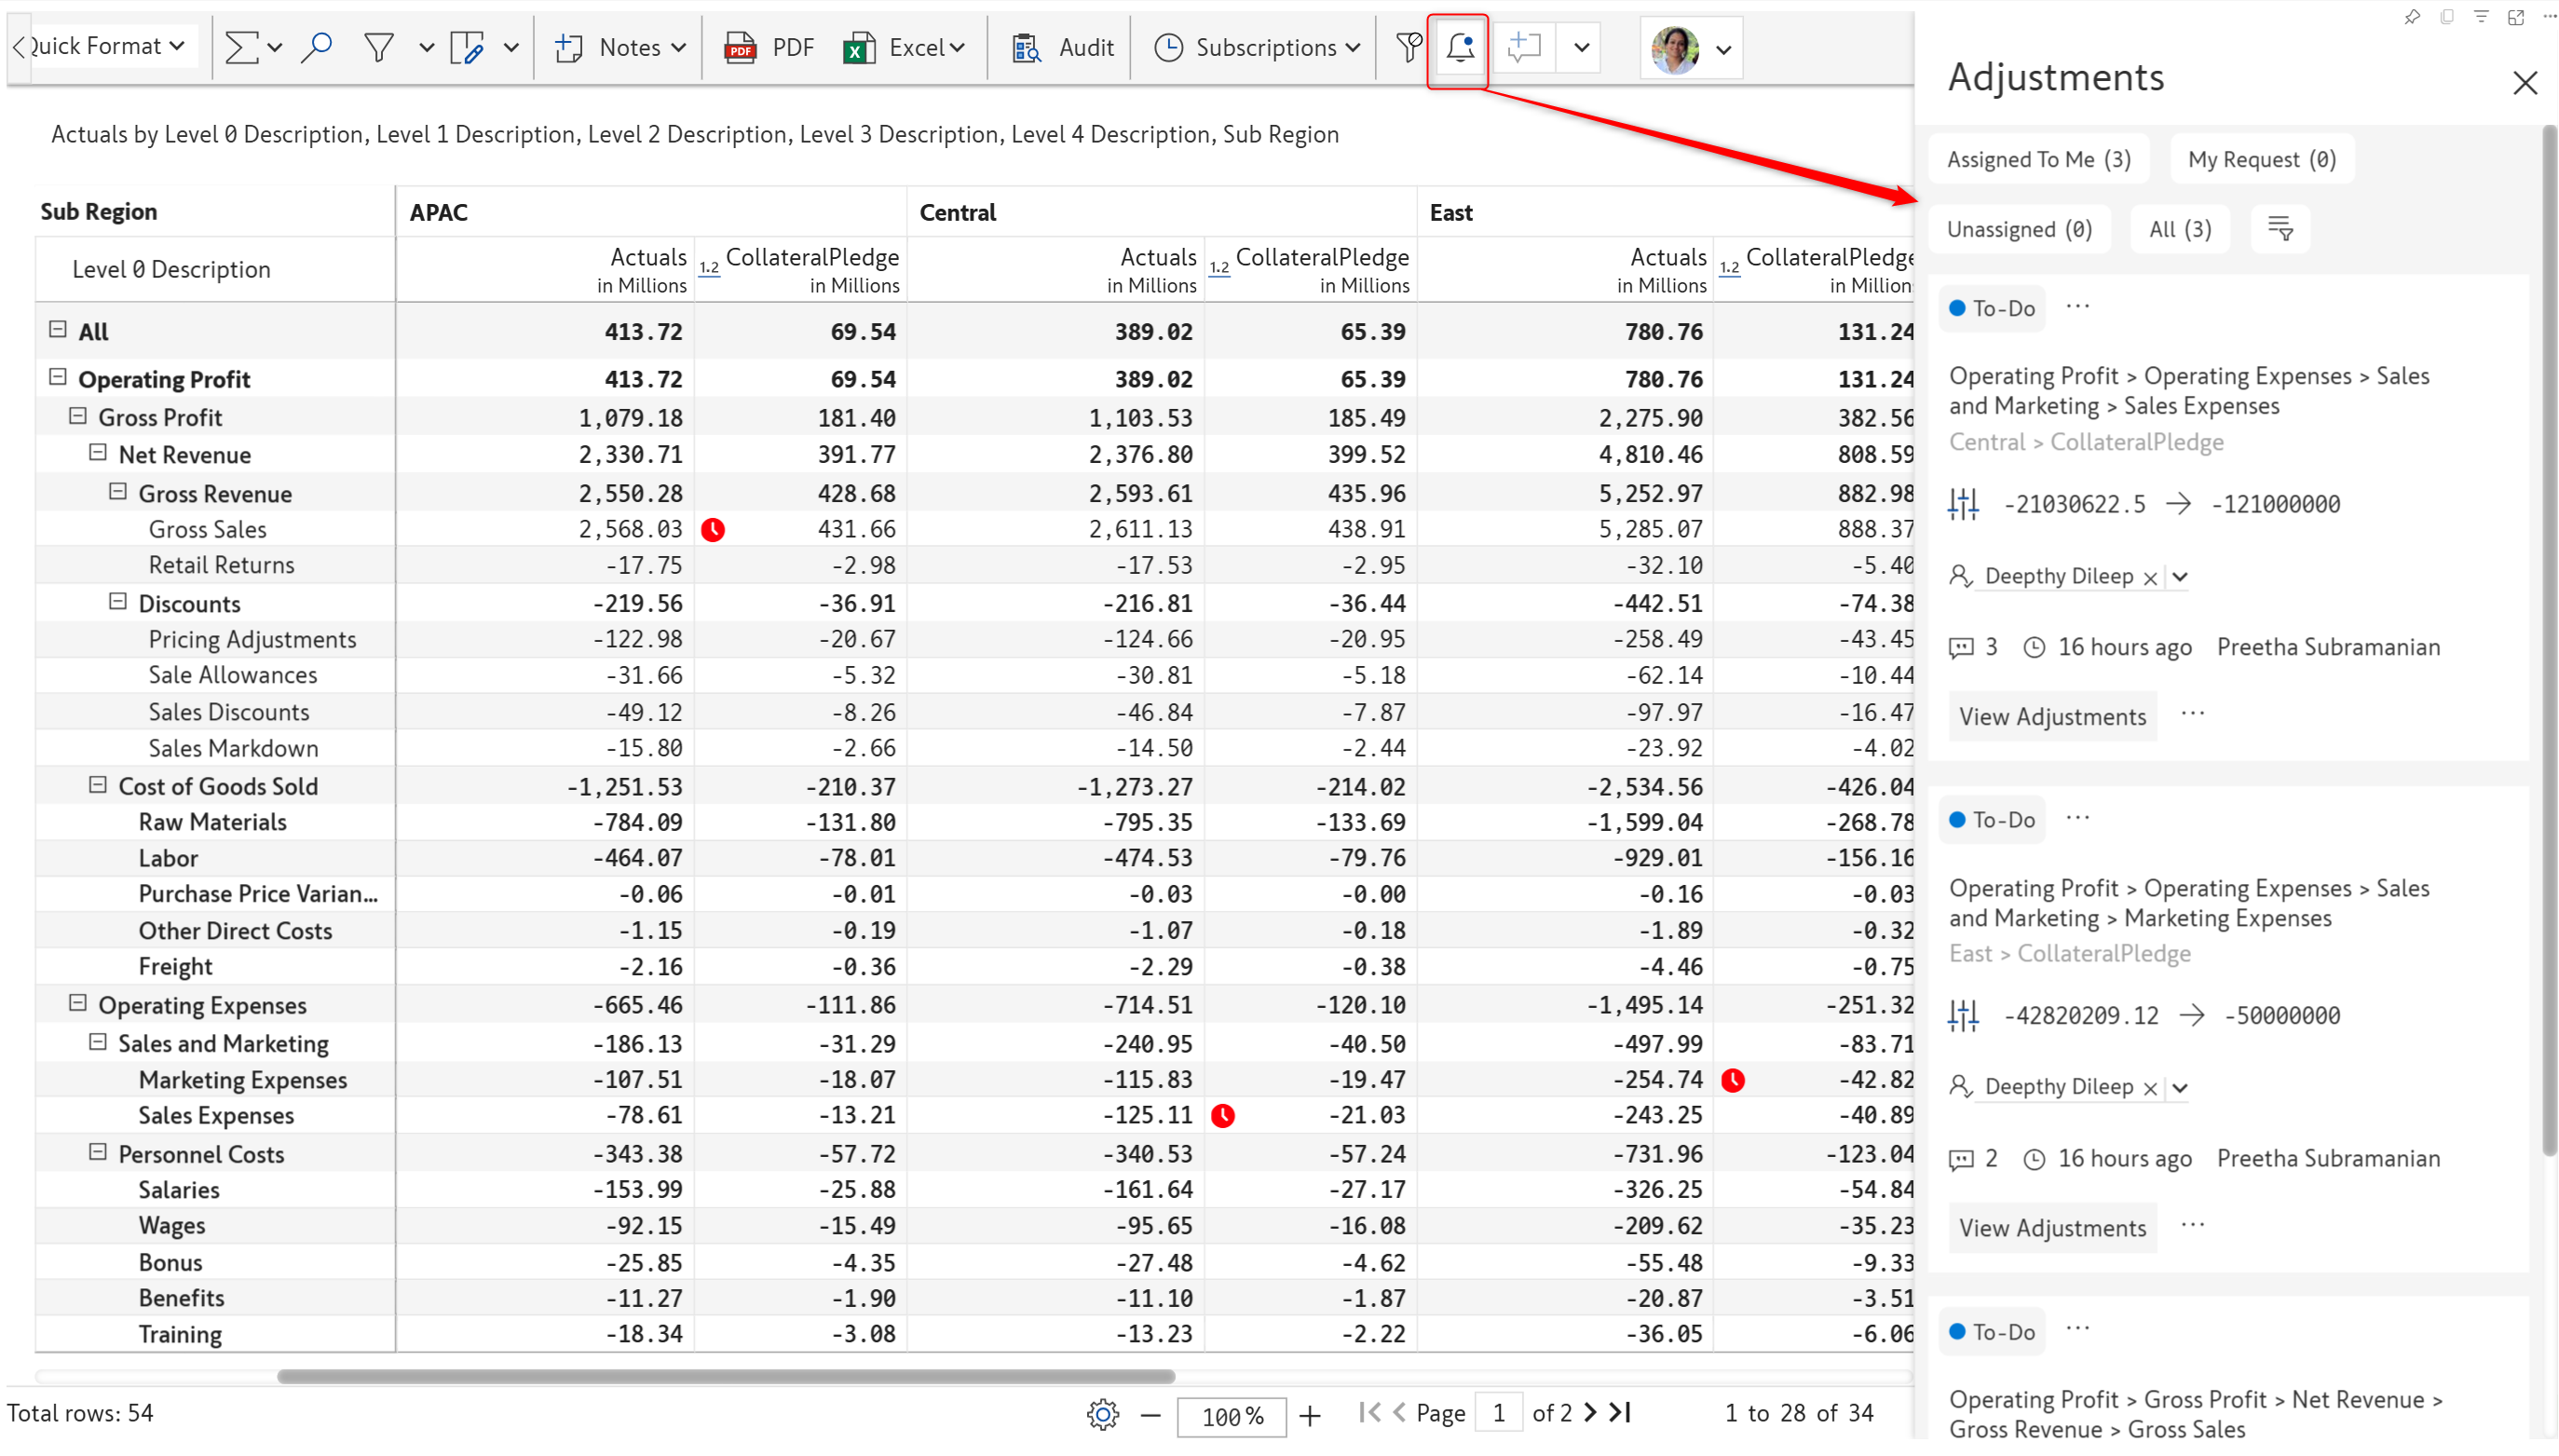 Quick Format
Notes PDF Excel Audit Subscriptions
Actuals by Level 0 Description, Level 1 Description, Level 2 Description, Level 3 Description, Level 4 Description, Sub Region
Sub Region APAC Central East
Level 0 Description Actuals in Millions 1.2 CollateralPledge in Millions Actuals in Millions 1.2 CollateralPledge in Millions Actuals in Millions 1.2 CollateralPledge in Millions
All 413.72 69.54 389.02 65.39 780.76 131.24
Operating Profit 413.72 69.54 389.02 65.39 780.76 131.24
Gross Profit 1,079.18 181.40 1,103.53 185.49 2,275.90 382.56
Net Revenue 2,330.71 391.77 2,376.80 399.52 4,810.46 808.59
Gross Revenue 2,550.28 428.68 2,593.61 435.96 5,252.97 882.98
Gross Sales 2,568.03 431.66 2,611.13 438.91 5,285.07 888.37
Retail Returns -17.75 -2.98 -17.53 -2.95 -32.10 -5.40
Discounts -219.56 -36.91 -216.81 -36.44 -442.51 -74.38
Pricing Adjustments -122.98 -20.67 -124.66 -20.95 -258.49 -43.45
Sale Allowances -31.66 -5.32 -30.81 -5.18 -62.14 -10.44
Sales Discounts -49.12 -8.26 -46.84 -7.87 -97.97 -16.47
Sales Markdown -15.80 -2.66 -14.50 -2.44 -23.92 -4.02
Cost of Goods Sold -1,251.53 -210.37 -1,273.27 -214.02 -2,534.56 -426.04
Raw Materials -784.09 -131.80 -795.35 -133.69 -1,599.04 -268.78
Labor -464.07 -78.01 -474.53 -79.76 -929.01 -156.16
Purchase Price Varian... -0.06 -0.01 -0.03 -0.00 -0.16 -0.03
Other Direct Costs -1.15 -0.19 -1.07 -0.18 -1.89 -0.32
Freight -2.16 -0.36 -2.29 -0.38 -4.46 -0.75
Operating Expenses -665.46 -111.86 -714.51 -120.10 -1,495.14 -251.32
Sales and Marketing -186.13 -31.29 -240.95 -40.50 -497.99 -83.71
Marketing Expenses -107.51 -18.07 -115.83 -19.47 -254.74 -42.82
Sales Expenses -78.61 -13.21 -125.11 -21.03 -243.25 -40.89
Personnel Costs -343.38 -57.72 -340.53 -57.24 -731.96 -123.04
Salaries -153.99 -25.88 -161.64 -27.17 -326.25 -54.84
Wages -92.15 -15.49 -95.65 -16.08 -209.62 -35.23
Bonus -25.85 -4.35 -27.48 -4.62 -55.48 -9.33
Benefits -11.27 -1.90 -11.10 -1.87 -20.87 -3.51
Training -18.34 -3.08 -13.23 -2.22 -36.05 -6.06
Total rows: 54 100% Page 1 of 2 1 to 28 of 34
Adjustments
Assigned To Me (3) My Request (0)
Unassigned (0) All (3)
To-Do
Operating Profit > Operating Expenses > Sales
and Marketing > Sales Expenses
Central > CollateralPledge
-21030622.5 → -121000000
Deepthy Dileep
3 16 hours ago Preetha Subramanian
View Adjustments
To-Do
Operating Profit > Operating Expenses > Sales
and Marketing > Marketing Expenses
East > CollateralPledge
-42820209.12 → -50000000
Deepthy Dileep
2 16 hours ago Preetha Subramanian
View Adjustments
To-Do
Operating Profit > Gross Profit > Net Revenue >
Gross Revenue > Gross Sales